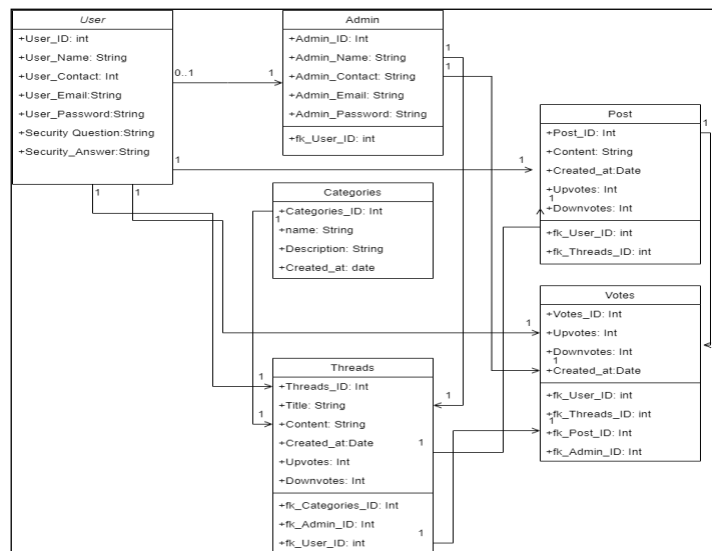 User
+User_ID: int
+User_Name: String
+User_Contact: Int
+User_Email:String
+User_Password:String
+Security Question:String
+Security_Answer:String
0..1
1
Admin
+Admin_ID: Int
+Admin_Name: String
+Admin_Contact: String
+Admin_Email: String
+Admin_Password: String
+fk_User_ID: int
1
1
Post
+Post_ID: Int
+Content: String
+Created_at:Date
+Upvotes: Int
1
+Downvotes: Int
+fk_User_ID: int
+fk_Threads_ID: int
1
1
1
1
1
Categories
+Categories_ID: Int
1
+name: String
+Description: String
+Created_at: date
Votes
+Votes_ID: Int
+Upvotes: Int
+Downvotes: Int
1
+Created_at:Date
+fk_User_ID: int
+fk_Threads_ID: int
1
+fk_Post_ID: Int
+fk_Admin_ID: Int
1
1
Threads
+Threads_ID: Int
+Title: String
+Content: String
+Created_at:Date
+Upvotes: Int
+Downvotes: Int
+fk_Categories_ID: Int
+fk_Admin_ID: Int
+fk_User_ID: int
1
1
1
1
1